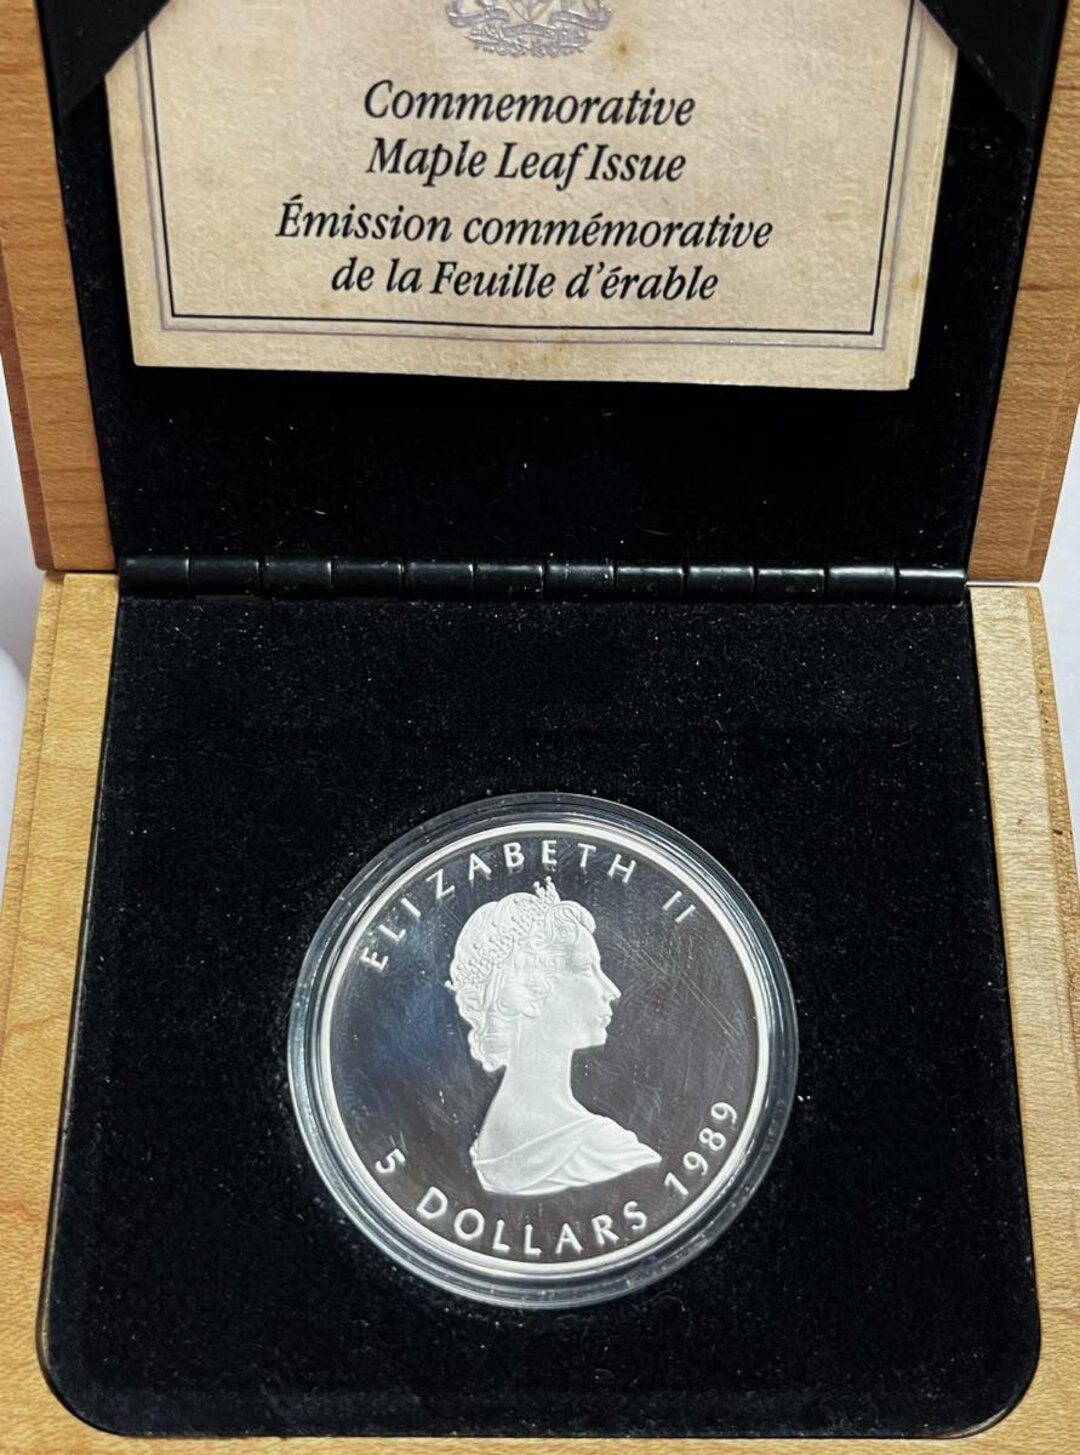 Commemorative
Maple Leaf Issue
Émission commémorative
de la Feuille d'érable
ELIZABETH II
5 DOLLARS 1989